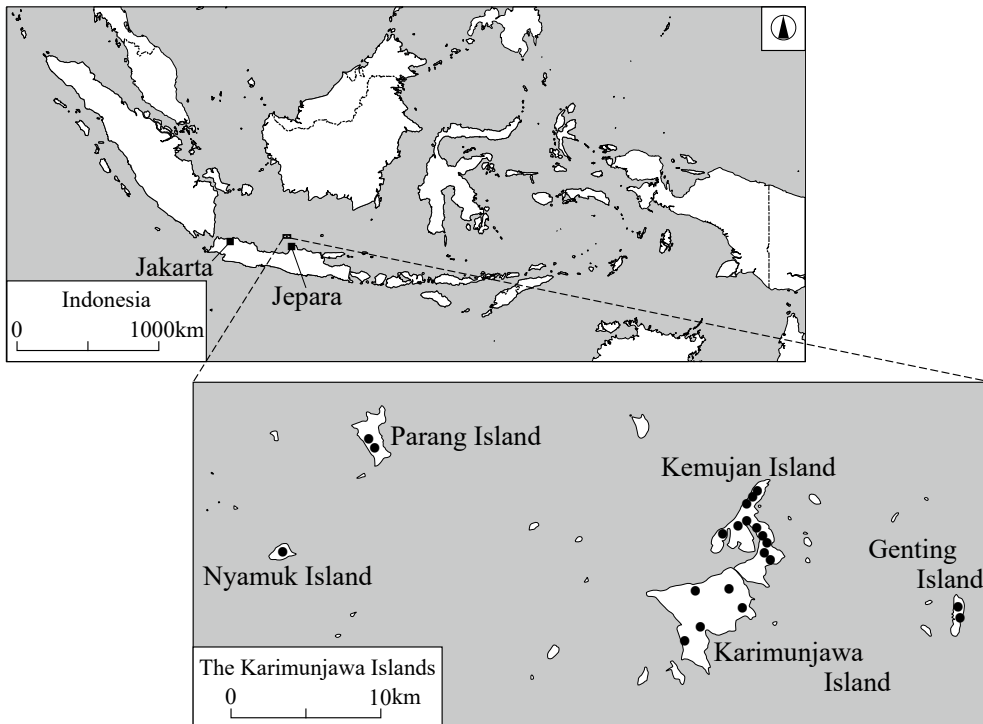 Jakarta
Jepara
Indonesia
0 1000km
Parang Island
Kemujan Island
Genting
Island
Nyamuk Island
Karimunjawa
Island
The Karimunjawa Islands
0 10km